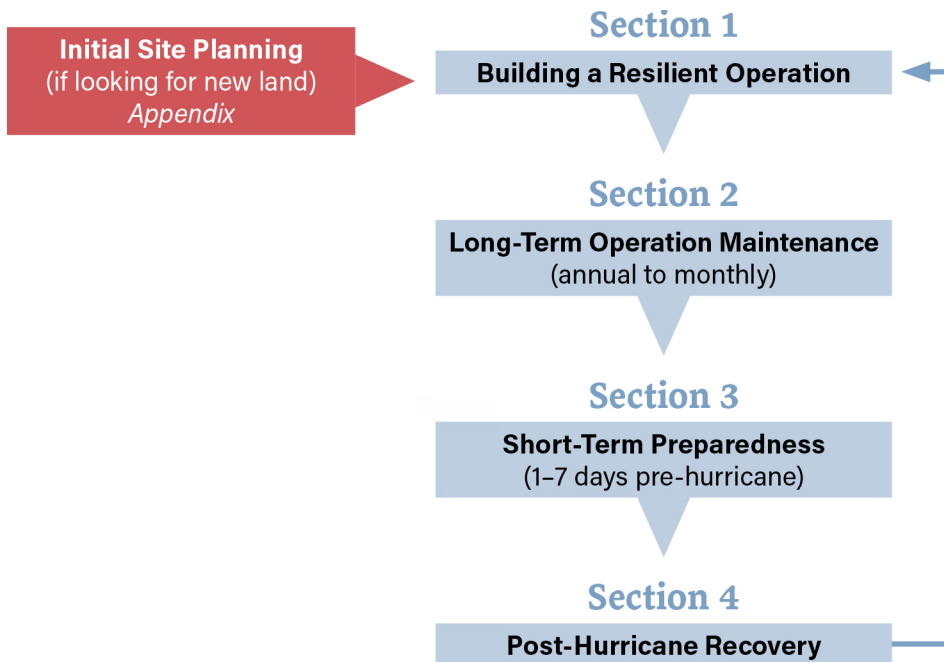 Initial Site Planning
(if looking for new land)
Appendix
Section 1
Building a Resilient Operation
Section 2
Long-Term Operation Maintenance
(annual to monthly)
Section 3
Short-Term Preparedness
(1–7 days pre-hurricane)
Section 4
Post-Hurricane Recovery